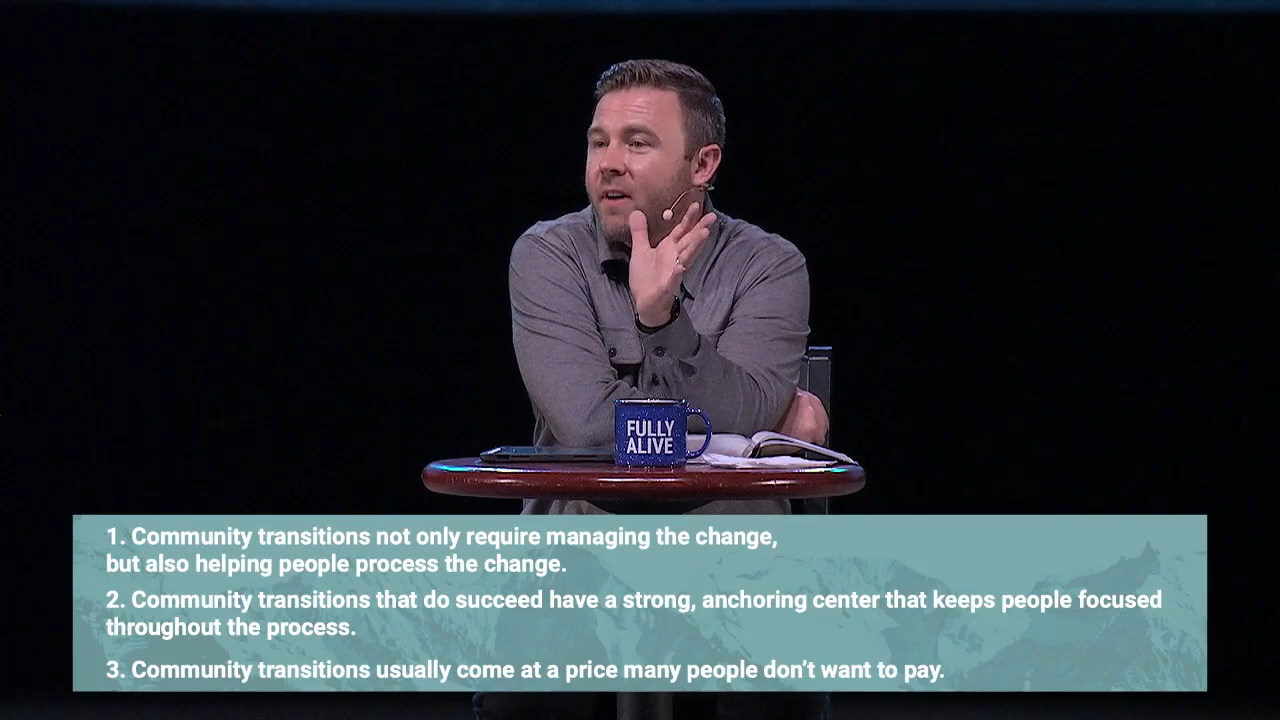 FULLY
ALIVE
1. Community transitions not only require managing the change,
but also helping people process the change.
2. Community transitions that do succeed have a strong, anchoring center that keeps people focused
throughout the process.
3. Community transitions usually come at a price many people don’t want to pay.